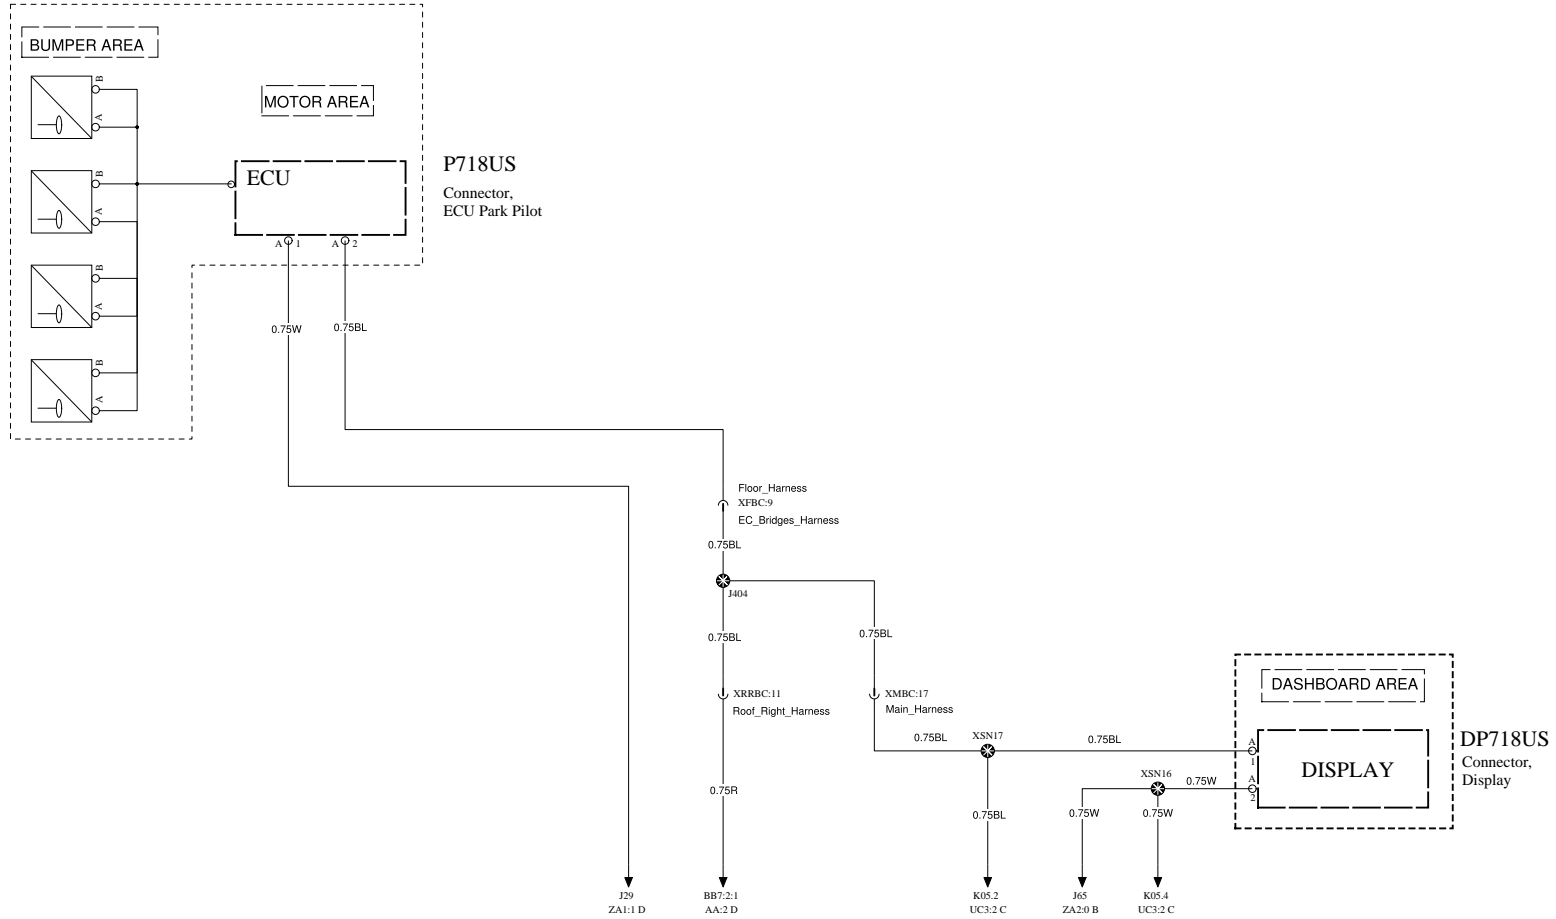 BUMPER AREA
B
A
B
A
B
A
B
A
MOTOR AREA
ECU
A 1
A 2
P718US
Connector,
ECU Park Pilot
0.75W
0.75BL
Floor_Harness
XFBC:9
EC_Bridges_Harness
0.75BL
J404
0.75BL
0.75BL
XRRBC:11
Roof_Right_Harness
XMBC:17
Main_Harness
0.75BL
XSN17
0.75BL
DASHBOARD AREA
A
1
A
2
DISPLAY
DP718US
Connector,
Display
XSN16
0.75W
0.75R
0.75BL
0.75W
0.75W
J29
ZA1:1 D
BB7:2:1
AA:2 D
K05.2
UC3:2 C
J65
ZA2:0 B
K05.4
UC3:2 C